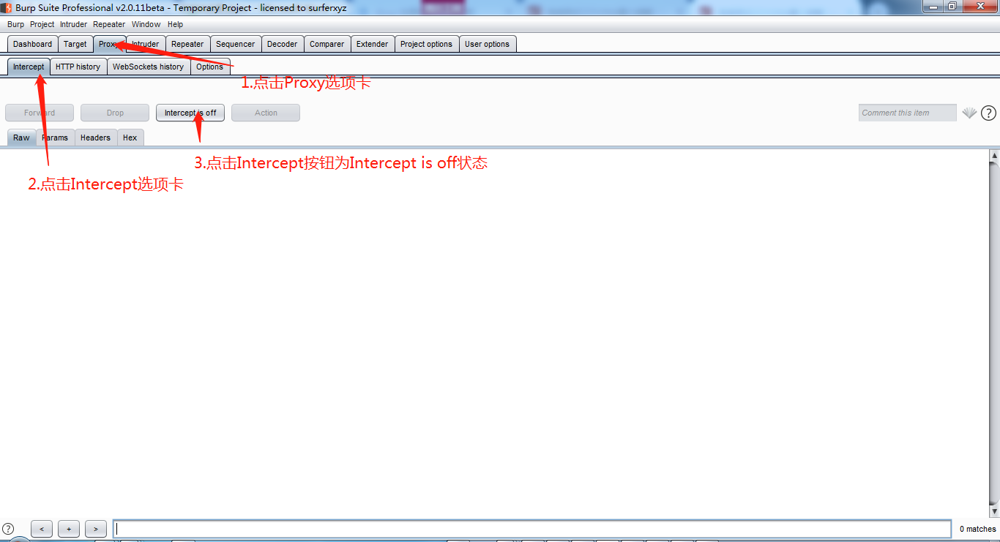 Burp Suite Professional v2.0.11beta - Temporary Project - licensed to surferxyz
Burp Project Intruder Repeater Window Help
Dashboard Target Proxy Intruder Repeater Sequencer Decoder Comparer Extender Project options User options
Intercept HTTP history WebSockets history Options
1.点击Proxy选项卡
Forward Drop Intercept is off Action Comment this item ?
Raw Params Headers Hex
3.点击Intercept按钮为Intercept is off状态
2.点击Intercept选项卡
? < + > 0 matches